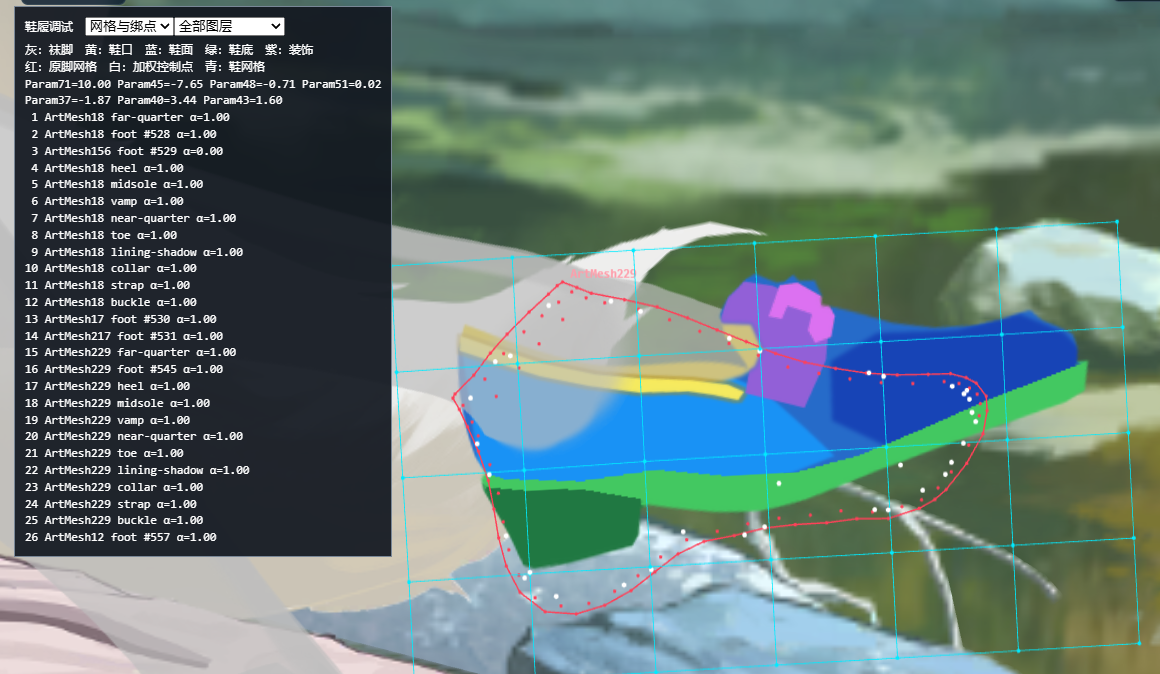 鞋履调试 网格与绑点 全部图层
灰: 袜脚 黄: 鞋口 蓝: 鞋面 绿: 鞋底 紫: 装饰
红: 原脚网格 白: 加权控制点 青: 鞋网格
Param71=10.00 Param45=-7.65 Param48=-0.71 Param51=0.02
Param37=-1.87 Param40=3.44 Param43=1.60
1 ArtMesh18 far-quarter α=1.00
2 ArtMesh18 foot #528 α=1.00
3 ArtMesh156 foot #529 α=0.00
4 ArtMesh18 heel α=1.00
5 ArtMesh18 midsole α=1.00
6 ArtMesh18 vamp α=1.00
7 ArtMesh18 near-quarter α=1.00
8 ArtMesh18 toe α=1.00
9 ArtMesh18 lining-shadow α=1.00
10 ArtMesh18 collar α=1.00
11 ArtMesh18 strap α=1.00
12 ArtMesh18 buckle α=1.00
13 ArtMesh17 foot #530 α=1.00
14 ArtMesh217 foot #531 α=1.00
15 ArtMesh229 far-quarter α=1.00
16 ArtMesh229 foot #545 α=1.00
17 ArtMesh229 heel α=1.00
18 ArtMesh229 midsole α=1.00
19 ArtMesh229 vamp α=1.00
20 ArtMesh229 near-quarter α=1.00
21 ArtMesh229 toe α=1.00
22 ArtMesh229 lining-shadow α=1.00
23 ArtMesh229 collar α=1.00
24 ArtMesh229 strap α=1.00
25 ArtMesh229 buckle α=1.00
26 ArtMesh12 foot #557 α=1.00
ArtMesh229